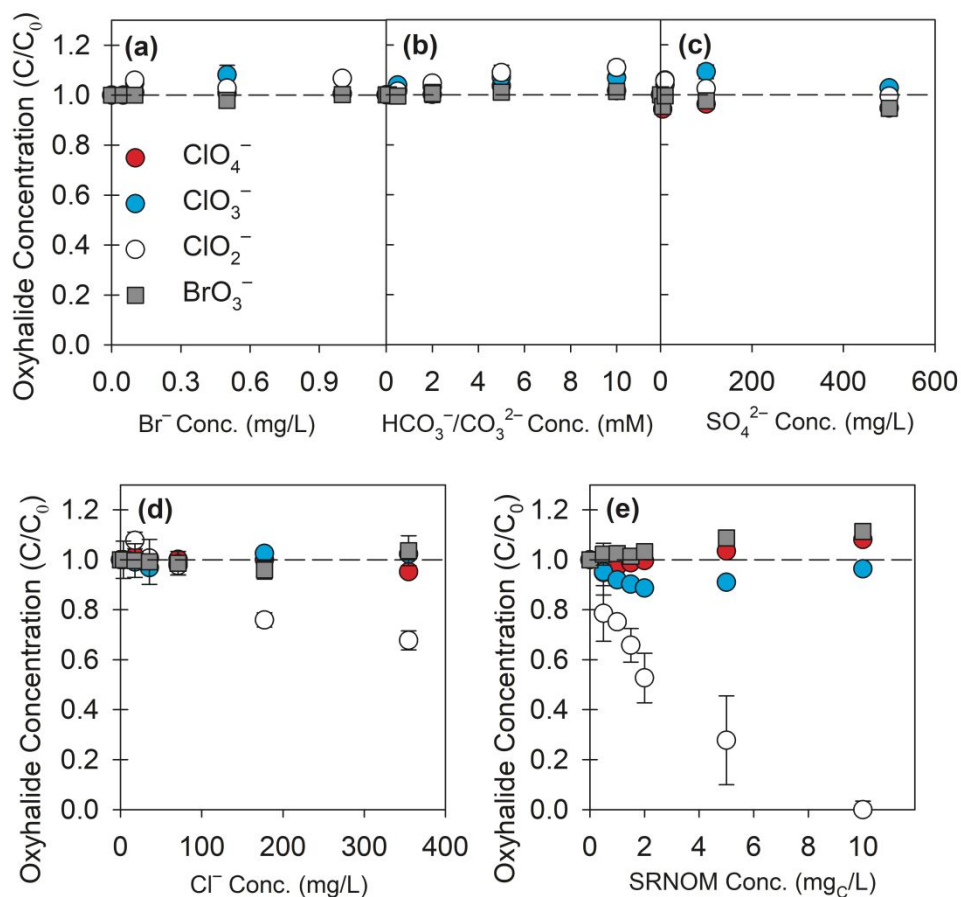 Oxyhalide Concentration (C/C₀)
1.2
1.0
0.8
0.6
0.4
0.2
0.0
(a)
(b)
(c)
ClO₄⁻
ClO₃⁻
ClO₂⁻
BrO₃⁻
0.0 0.3 0.6 0.9
0 2 4 6 8 10
0 200 400 600
Br⁻ Conc. (mg/L)
HCO₃⁻/CO₃²⁻ Conc. (mM)
SO₄²⁻ Conc. (mg/L)
Oxyhalide Concentration (C/C₀)
1.2
1.0
0.8
0.6
0.4
0.2
0.0
(d)
0 100 200 300 400
Cl⁻ Conc. (mg/L)
Oxyhalide Concentration (C/C₀)
1.2
1.0
0.8
0.6
0.4
0.2
0.0
(e)
0 2 4 6 8 10
SRNOM Conc. (mg_C/L)